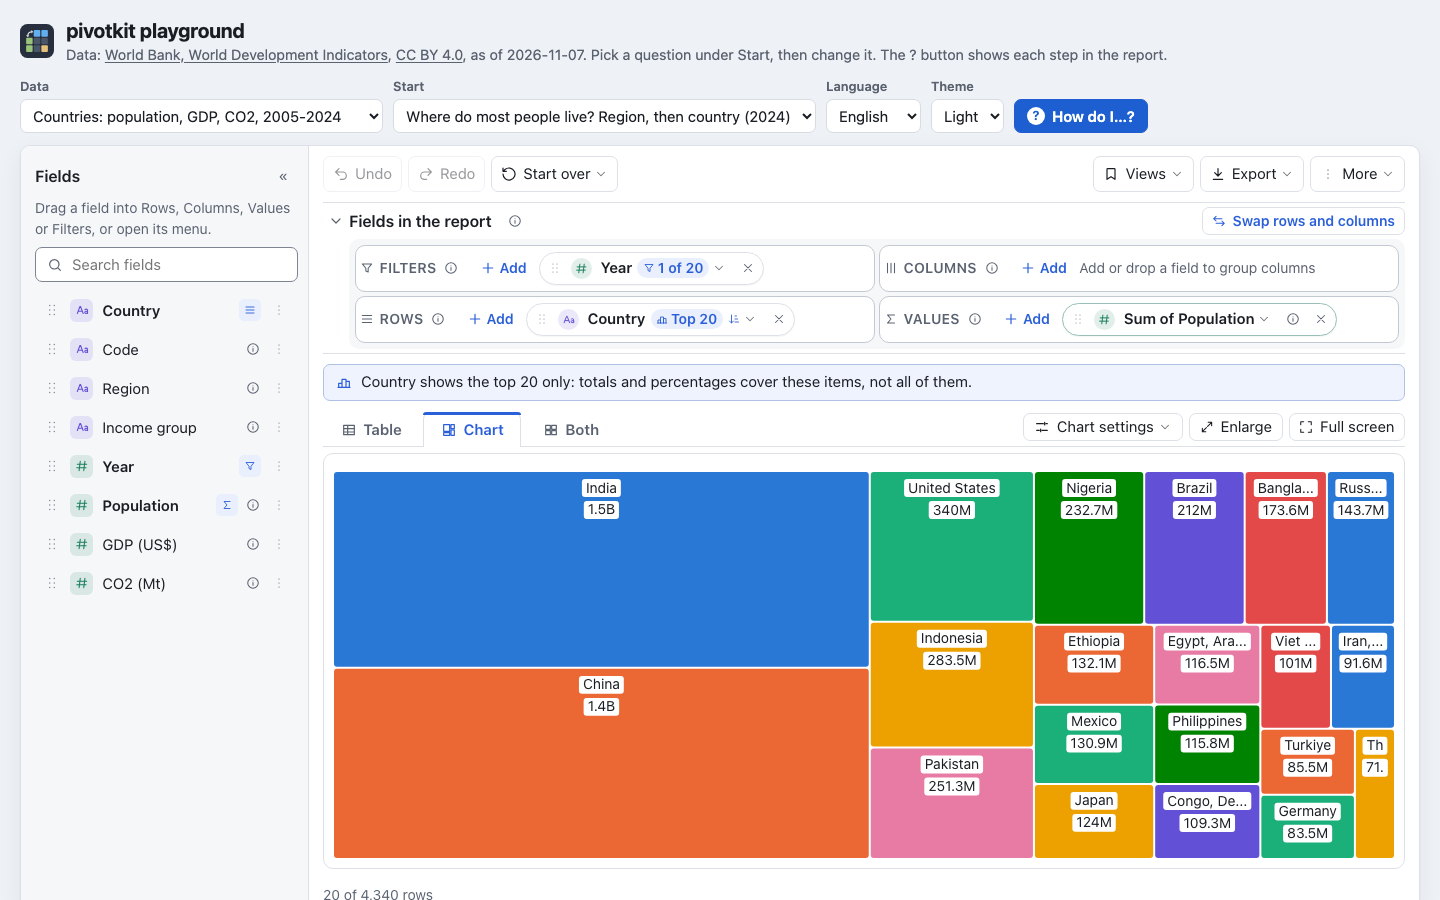 pivotkit playground
Data: World Bank, World Development Indicators, CC BY 4.0, as of 2026-11-07. Pick a question under Start, then change it. The ? button shows each step in the report.
Data
Start
Language
Theme
Countries: population, GDP, CO2, 2005-2024
Where do most people live? Region, then country (2024)
English
Light
? How do I...?
Fields
«
Drag a field into Rows, Columns, Values
or Filters, or open its menu.
Search fields
Aa Country
Aa Code
Aa Region
Aa Income group
# Year
# Population Σ
# GDP (US$)
# CO2 (Mt)
Undo
Redo
Start over
Views
Export
More
Fields in the report
Swap rows and columns
FILTERS + Add # Year 1 of 20 ×
COLUMNS + Add Add or drop a field to group columns
ROWS + Add Aa Country Top 20 ×
Σ VALUES + Add # Sum of Population ×
Country shows the top 20 only: totals and percentages cover these items, not all of them.
Table
Chart
Both
Chart settings
Enlarge
Full screen
India
1.5B
China
1.4B
United States
340M
Indonesia
283.5M
Pakistan
251.3M
Nigeria
232.7M
Brazil
212M
Bangla...
173.6M
Russ...
143.7M
Ethiopia
132.1M
Mexico
130.9M
Japan
124M
Egypt, Ara...
116.5M
Philippines
115.8M
Congo, De...
109.3M
Viet ...
101M
Iran,...
91.6M
Turkiye
85.5M
Germany
83.5M
Th
71.
20 of 4,340 rows